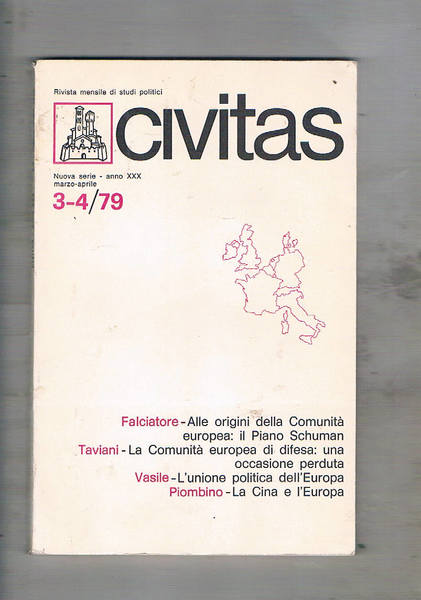 Rivista mensile di studi politici
civitas
Nuova serie - anno XXX
marzo-aprile
3-4/79
Falciatore - Alle origini della Comunità
europea: il Piano Schuman
Taviani - La Comunità europea di difesa: una
occasione perduta
Vasile - L'unione politica dell'Europa
Piombino - La Cina e l'Europa